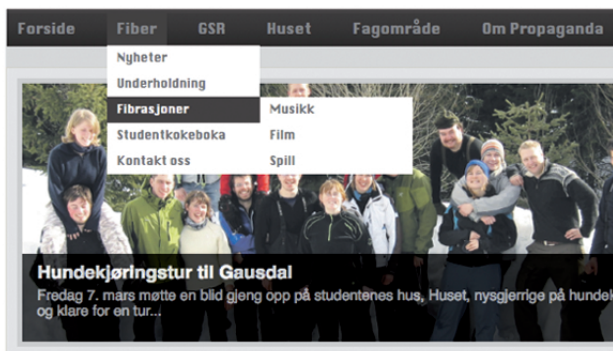 Forside Fiber GSR Huset Fagområde Om Propaganda
Nyheter
Underholdning
Fibrasjoner Musikk
Studentkokeboka Film
Kontakt oss Spill
Hundekjøringstur til Gausdal
Fredag 7. mars møtte en blid gjeng opp på studentenes hus, Huset, nysgjerrige på
og klare for en tur...